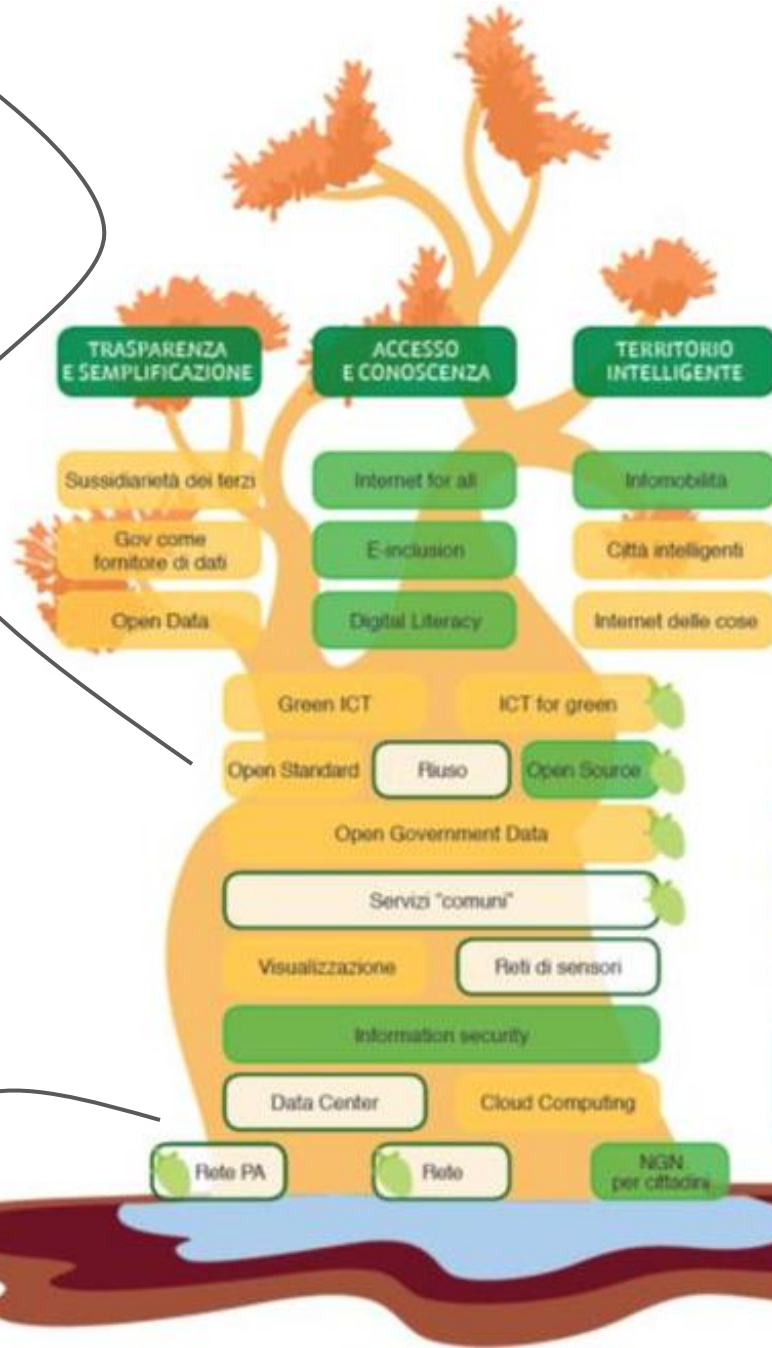 TRASPARENZA
E SEMPLIFICAZIONE
ACCESSO
E CONOSCENZA
TERRITORIO
INTELLIGENTE
Sussidiarietà dei terzi
Internet for all
Infomobilità
Gov come
fornitore di dati
E-inclusion
Città intelligenti
Open Data
Digital Literacy
Internet delle cose
Green ICT
ICT for green
Open Standard
Riuso
Open Source
Open Government Data
Servizi "comuni"
Visualizzazione
Reti di sensori
Information security
Data Center
Cloud Computing
Rete PA
Rete
NGN
per cittadini